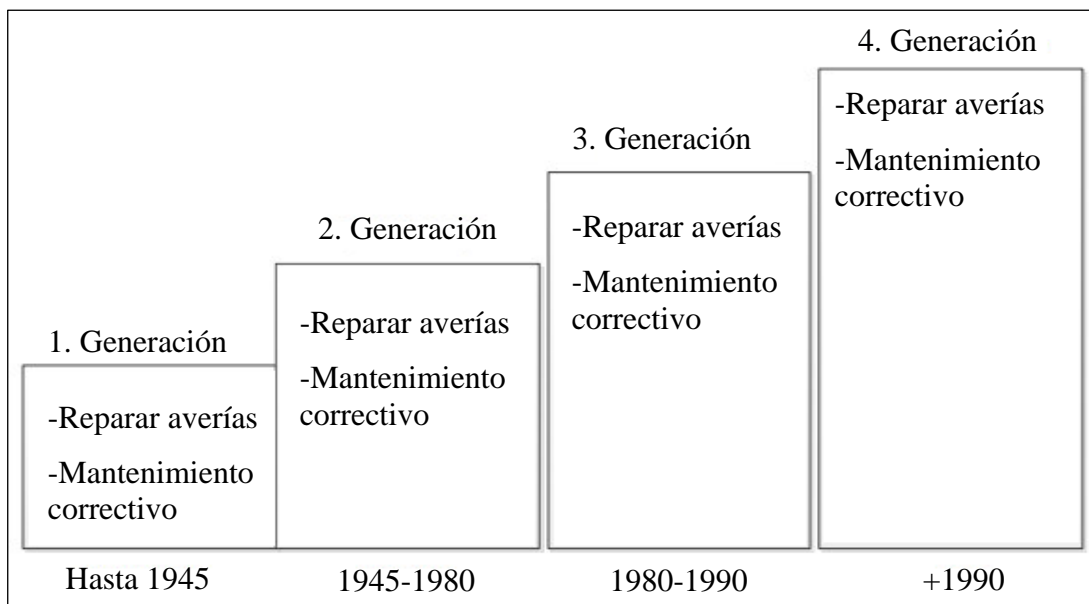 1. Generación
-Reparar averías
-Mantenimiento
correctivo
Hasta 1945
2. Generación
-Reparar averías
-Mantenimiento
correctivo
1945-1980
3. Generación
-Reparar averías
-Mantenimiento
correctivo
1980-1990
4. Generación
-Reparar averías
-Mantenimiento
correctivo
+1990